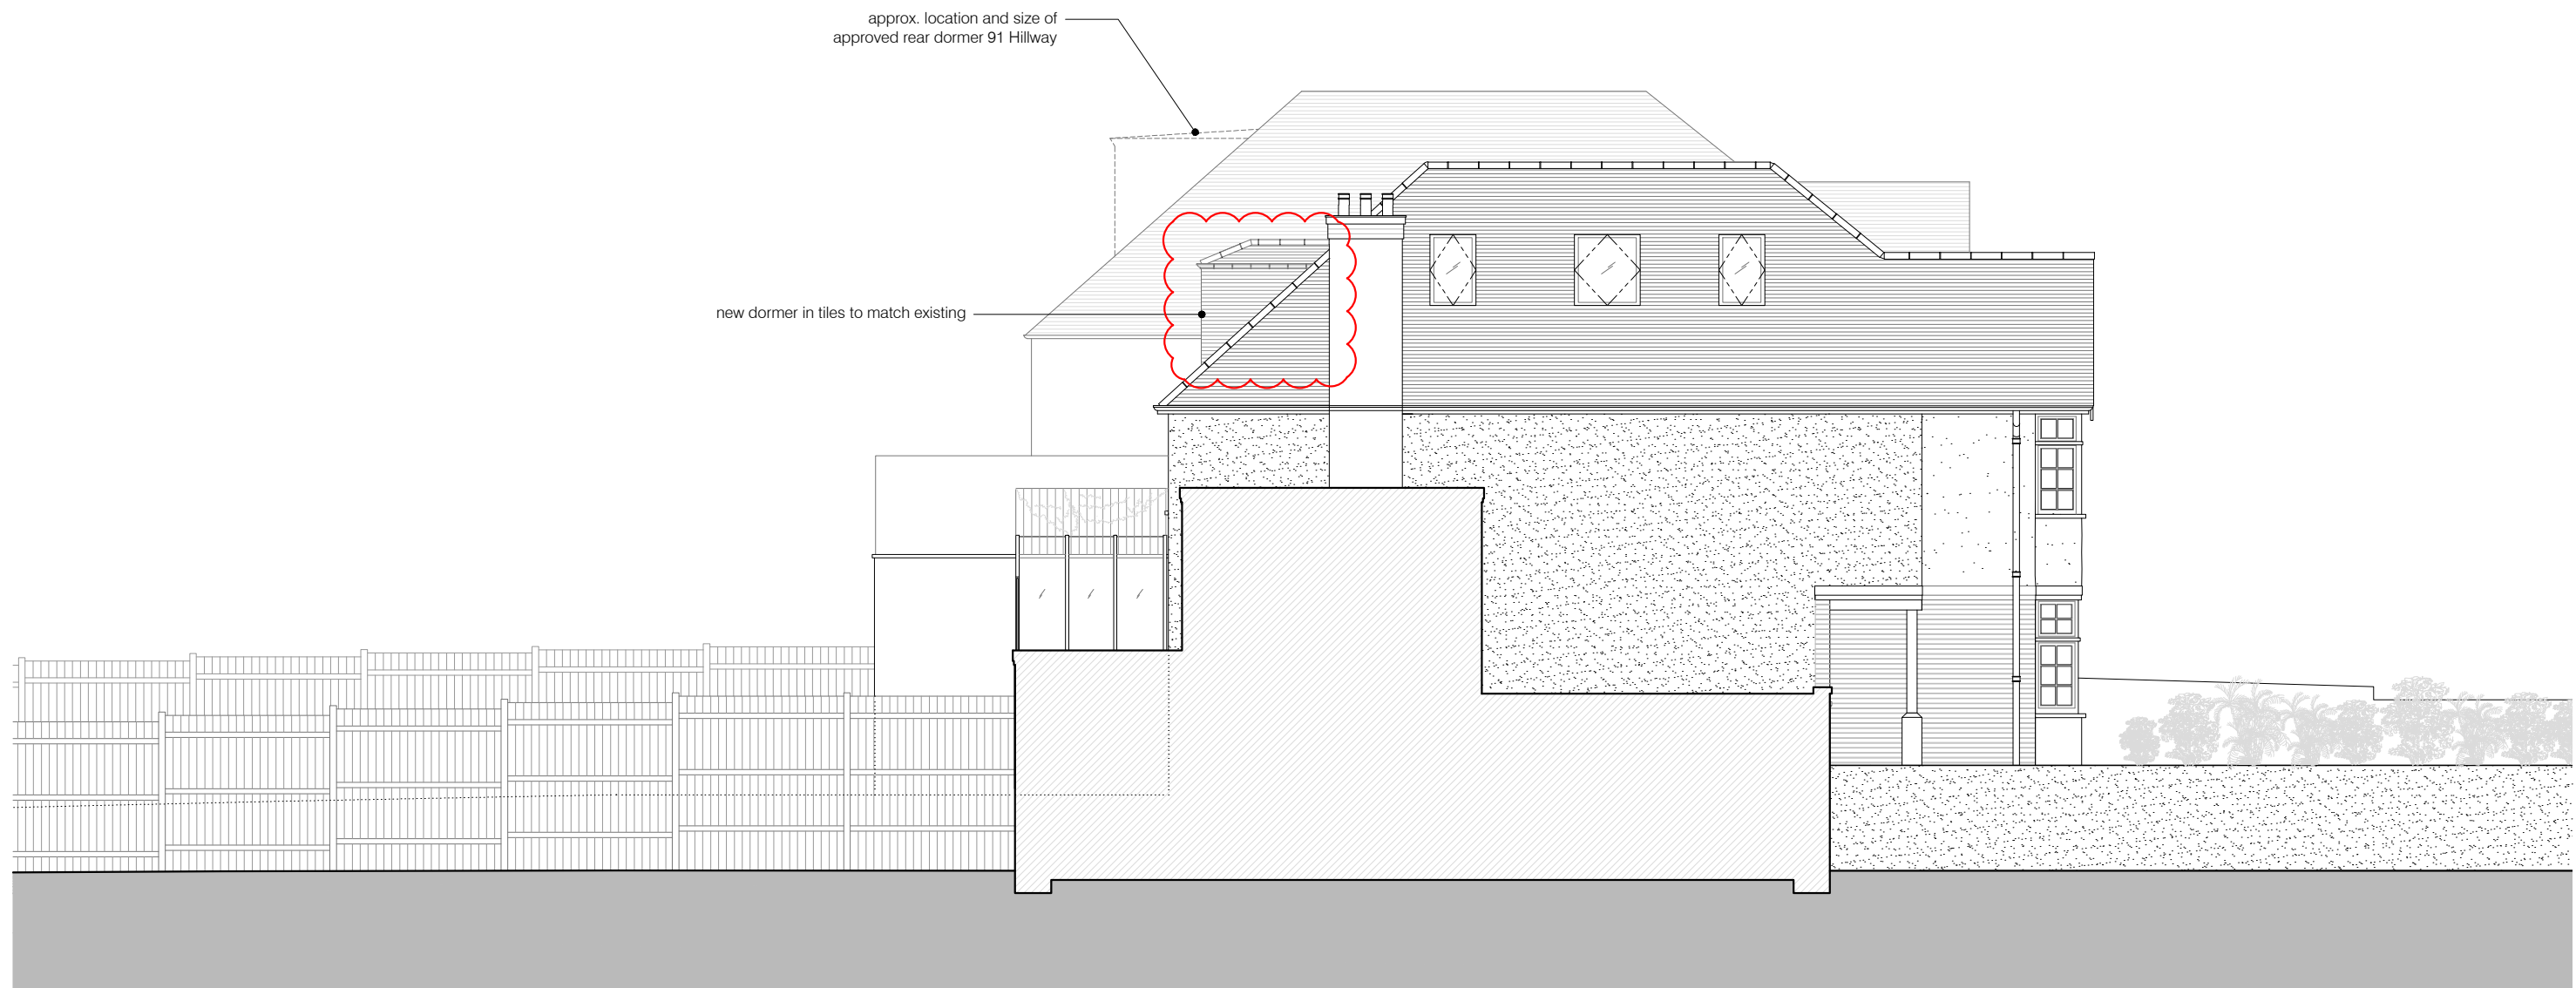 approx. location and size of
approved rear dormer 91 Hillway
new dormer in tiles to match existing